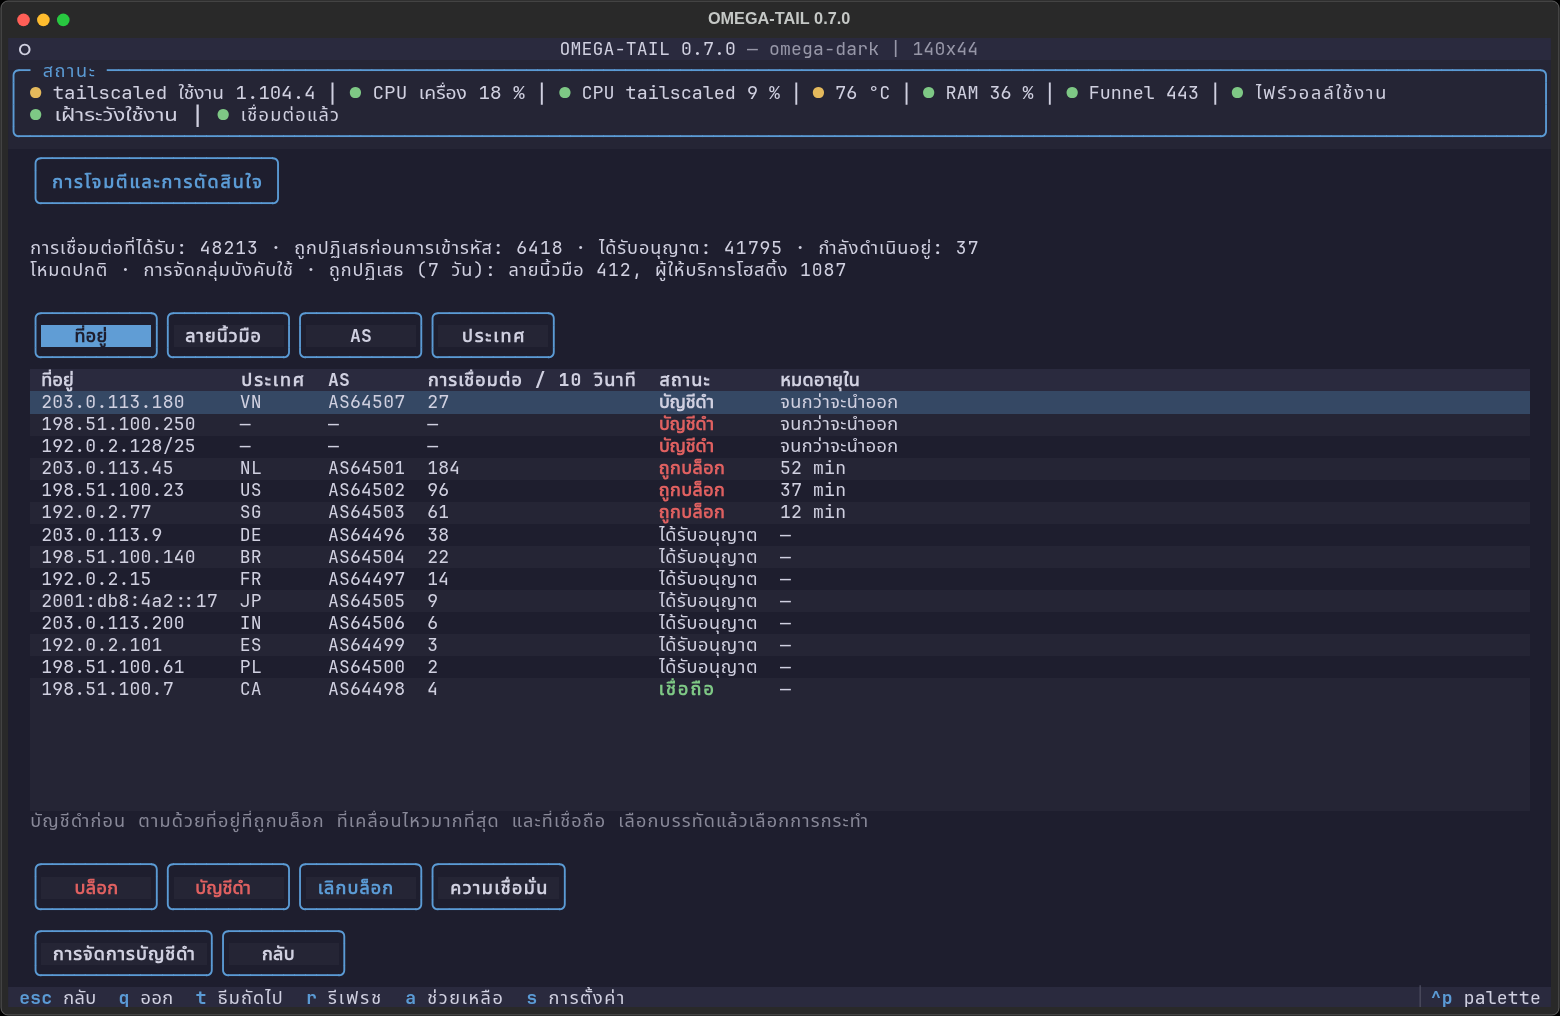 OMEGA-TAIL 0.7.0
OMEGA-TAIL 0.7.0 — omega-dark | 140x44
สถานะ
tailscaled ใช้งาน 1.104.4 | CPU เครื่อง 18 % | CPU tailscaled 9 % | 76 °C | RAM 36 % | Funnel 443 | ไฟร์วอลล์ใช้งาน
เฝ้าระวังใช้งาน | เชื่อมต่อแล้ว
การโจมตีและการตัดสินใจ
การเชื่อมต่อที่ได้รับ: 48213 · ถูกปฏิเสธก่อนการเข้ารหัส: 6418 · ได้รับอนุญาต: 41795 · กำลังดำเนินอยู่: 37
โหมดปกติ · การจัดกลุ่มบังคับใช้ · ถูกปฏิเสธ (7 วัน): ลายนิ้วมือ 412, ผู้ให้บริการโฮสติ้ง 1087
ที่อยู่ ลายนิ้วมือ AS ประเทศ
ที่อยู่ ประเทศ AS การเชื่อมต่อ / 10 วินาที สถานะ หมดอายุใน
203.0.113.180 VN AS64507 27 บัญชีดำ จนกว่าจะนำออก
198.51.100.250 — — — บัญชีดำ จนกว่าจะนำออก
192.0.2.128/25 — — — บัญชีดำ จนกว่าจะนำออก
203.0.113.45 NL AS64501 184 ถูกบล็อก 52 min
198.51.100.23 US AS64502 96 ถูกบล็อก 37 min
192.0.2.77 SG AS64503 61 ถูกบล็อก 12 min
203.0.113.9 DE AS64496 38 ได้รับอนุญาต —
198.51.100.140 BR AS64504 22 ได้รับอนุญาต —
192.0.2.15 FR AS64497 14 ได้รับอนุญาต —
2001:db8:4a2::17 JP AS64505 9 ได้รับอนุญาต —
203.0.113.200 IN AS64506 6 ได้รับอนุญาต —
192.0.2.101 ES AS64499 3 ได้รับอนุญาต —
198.51.100.61 PL AS64500 2 ได้รับอนุญาต —
198.51.100.7 CA AS64498 4 เชื่อถือ —
บัญชีดำก่อน ตามด้วยที่อยู่ที่ถูกบล็อก ที่เคลื่อนไหวมากที่สุด และที่เชื่อถือ เลือกบรรทัดแล้วเลือกการกระทำ
บล็อก บัญชีดำ เลิกบล็อก ความเชื่อมั่น
การจัดการบัญชีดำ กลับ
esc กลับ q ออก t ธีมถัดไป r รีเฟรช a ช่วยเหลือ s การตั้งค่า ^p palette